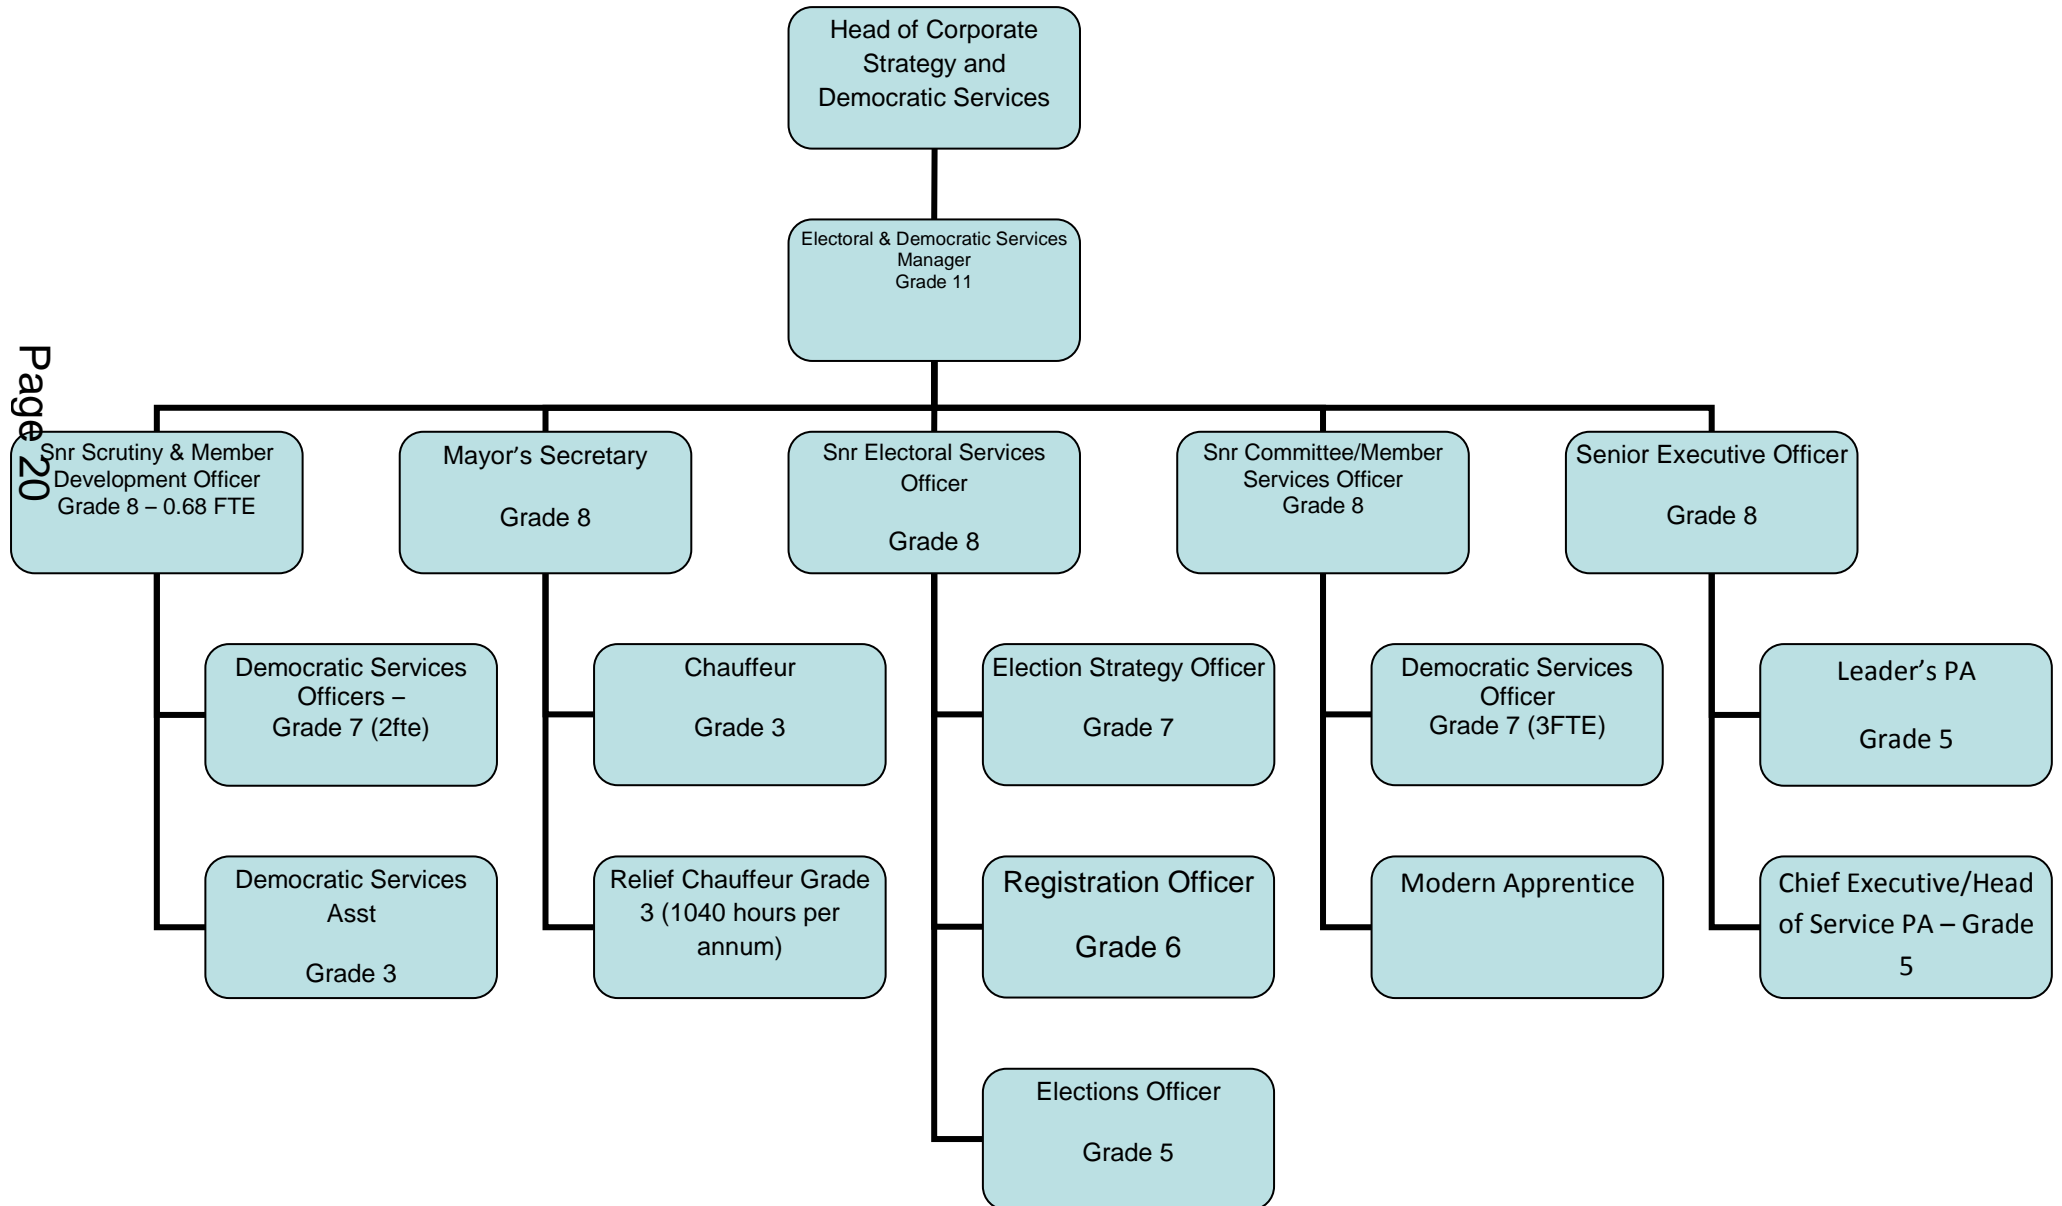 Head of Corporate
Strategy and
Democratic Services
Electoral & Democratic Services
Manager
Grade 11
Page 20
Snr Scrutiny & Member
Development Officer
Grade 8 – 0.68 FTE
Mayor's Secretary
Grade 8
Snr Electoral Services
Officer
Grade 8
Snr Committee/Member
Services Officer
Grade 8
Senior Executive Officer
Grade 8
Democratic Services
Officers –
Grade 7 (2fte)
Chauffeur
Grade 3
Election Strategy Officer
Grade 7
Democratic Services
Officer
Grade 7 (3FTE)
Leader's PA
Grade 5
Democratic Services
Asst
Grade 3
Relief Chauffeur Grade
3 (1040 hours per
annum)
Registration Officer
Grade 6
Modern Apprentice
Chief Executive/Head
of Service PA – Grade
5
Elections Officer
Grade 5